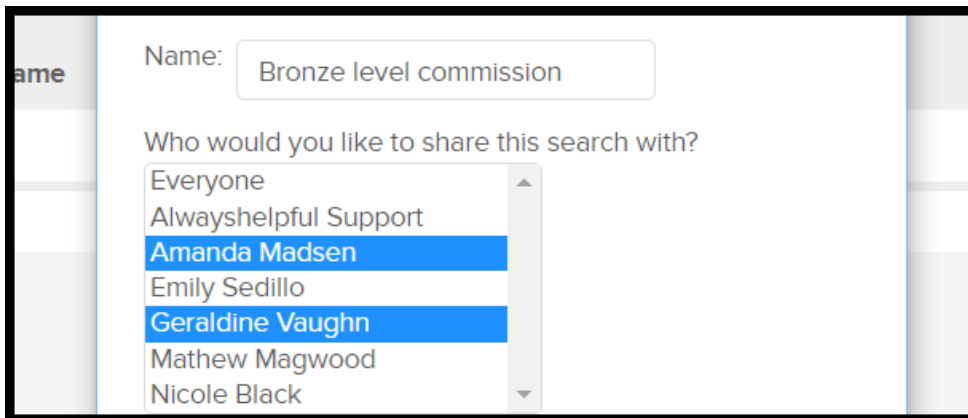 ame
Name:
Bronze level commission
Who would you like to share this search with?
Everyone
Alwayshelpful Support
Amanda Madsen
Emily Sedillo
Geraldine Vaughn
Mathew Magwood
Nicole Black